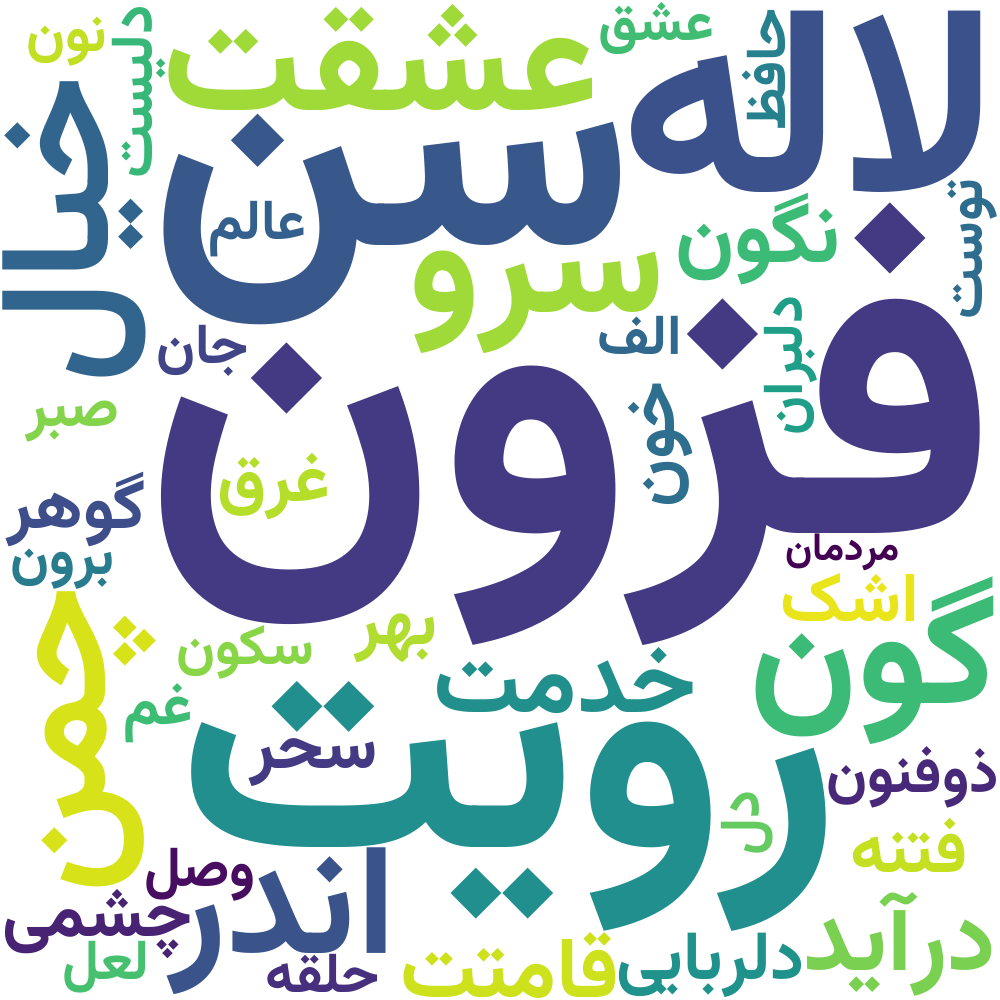 نون
دلیست
عشقت
عشق
حافظ
لاله
خیال
سن
عالم
سرو
نگون
توست
جان
الف
دلبران
صبر
فزون
خون
غرق
گوهر
برون
مردمان
اشک
چمن
سکون
بهر
خدمت
گون
غم
رویت
سحر
ذوفنون
دل
فتنه
وصل
اندر
چشمی
درآید
لعل
حلقه
قامتت
دلربایی